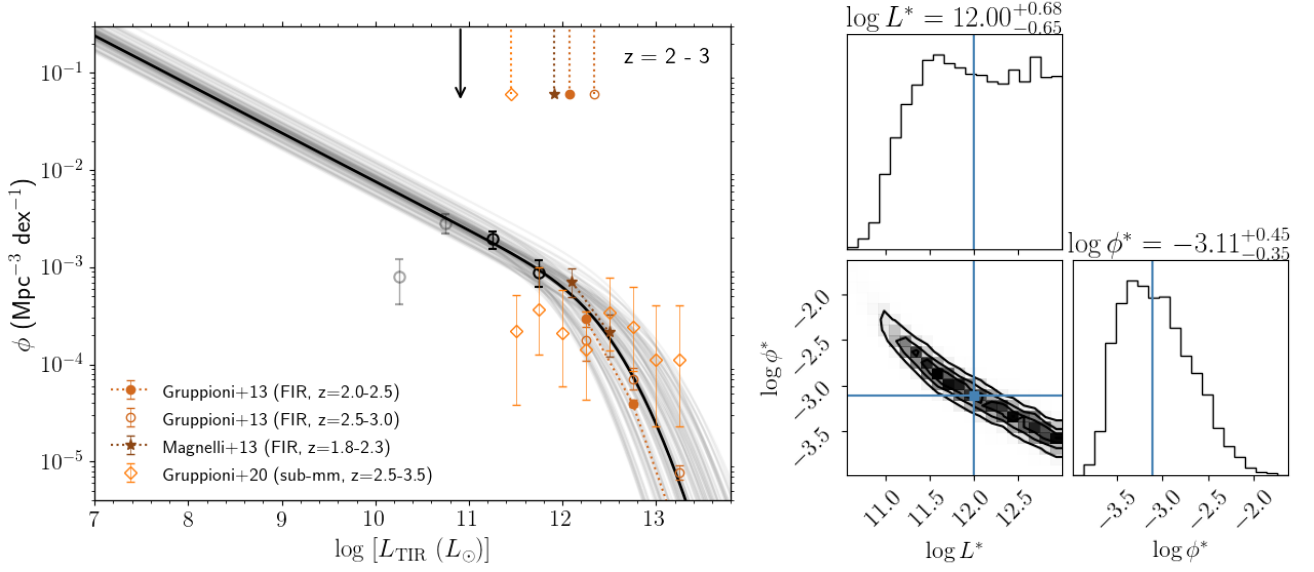 log L* = 12.00 +0.68 −0.65
z = 2 - 3
10⁻¹
10⁻²
10⁻³
10⁻⁴
10⁻⁵
ϕ (Mpc⁻³ dex⁻¹)
Gruppioni+13 (FIR, z=2.0-2.5)
Gruppioni+13 (FIR, z=2.5-3.0)
Magnelli+13 (FIR, z=1.8-2.3)
Gruppioni+20 (sub-mm, z=2.5-3.5)
7 8 9 10 11 12 13
log [L_TIR (L_⊙)]
log ϕ* = −3.11 +0.45 −0.35
log ϕ*
−2.0
−2.5
−3.0
−3.5
11.0 11.5 12.0 12.5
log L*
−3.5 −3.0 −2.5 −2.0
log ϕ*